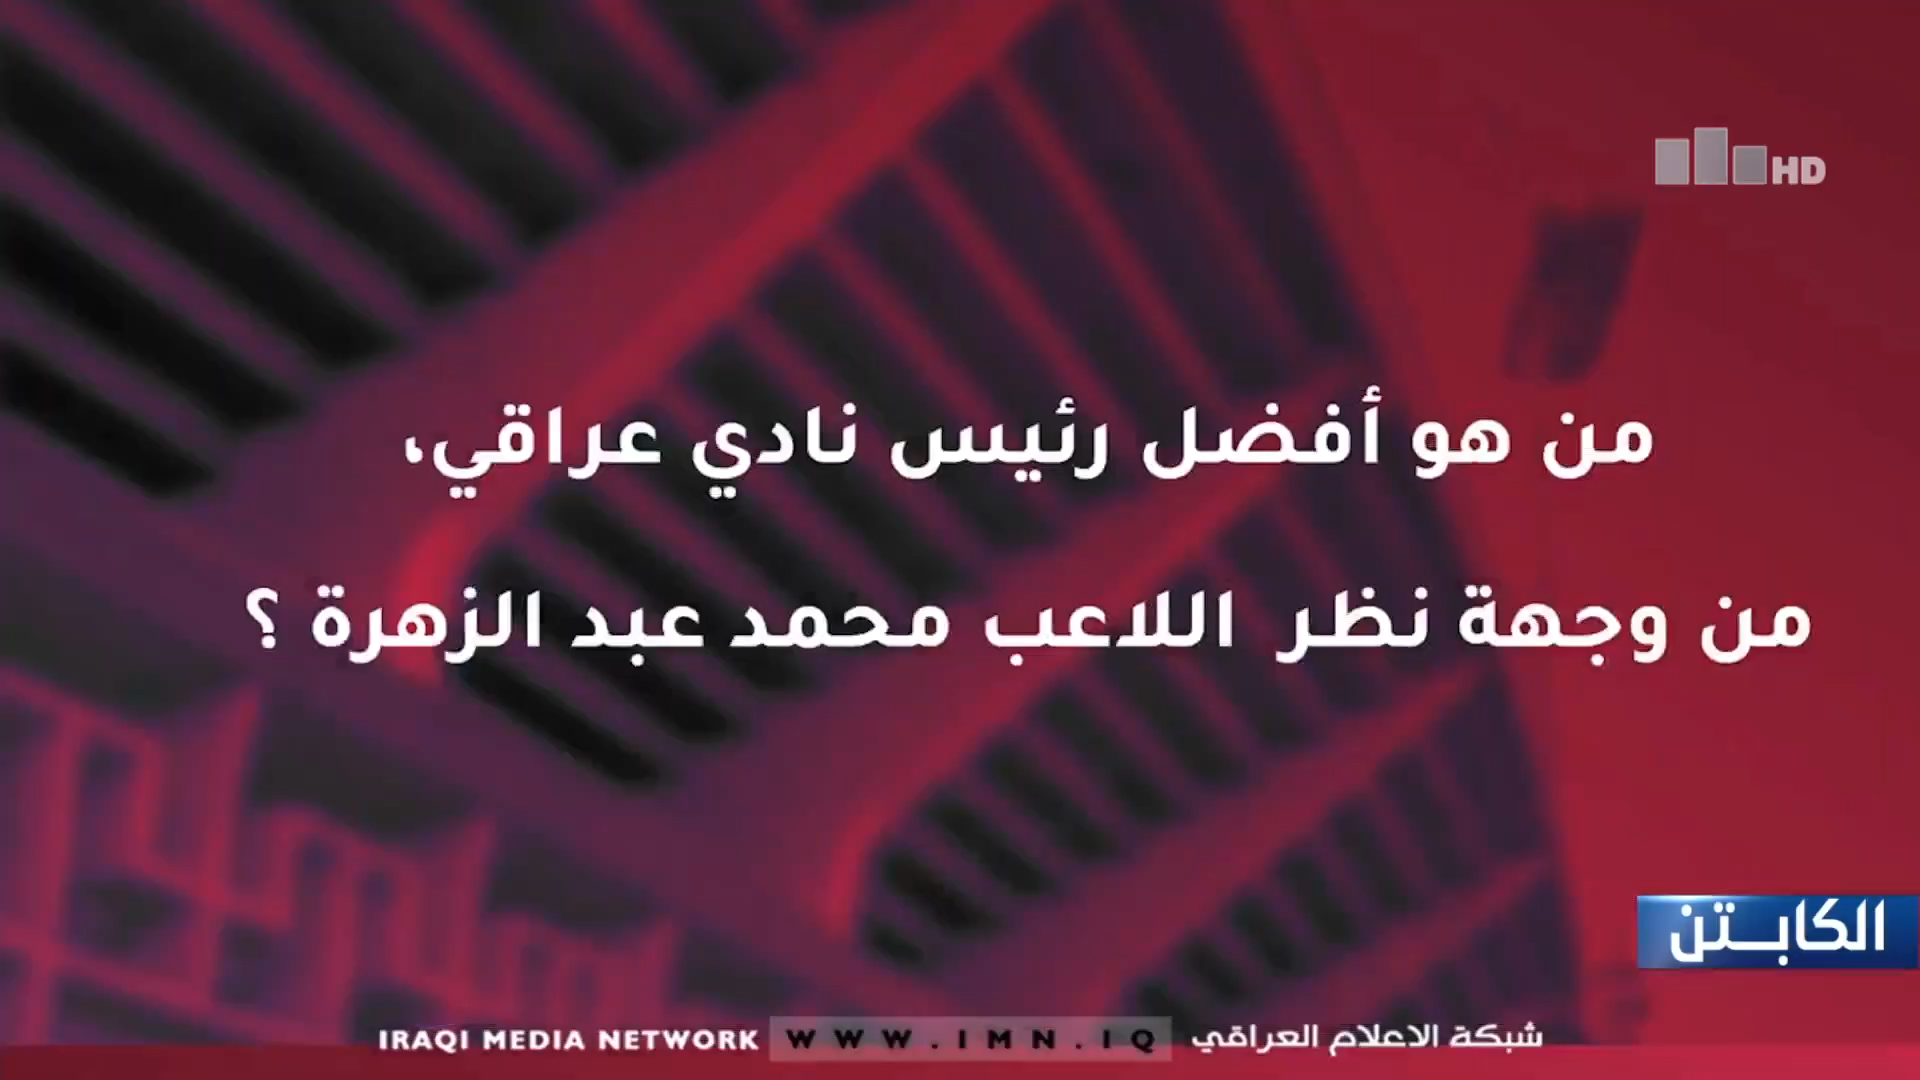 HD
من هو أفضل رئيس نادي عراقي،
من وجهة نظر اللاعب محمد عبد الزهرة ؟
الكابـتن
IRAQI MEDIA NETWORK WWW.IMN.IQ شبكة الاعلام العراقي